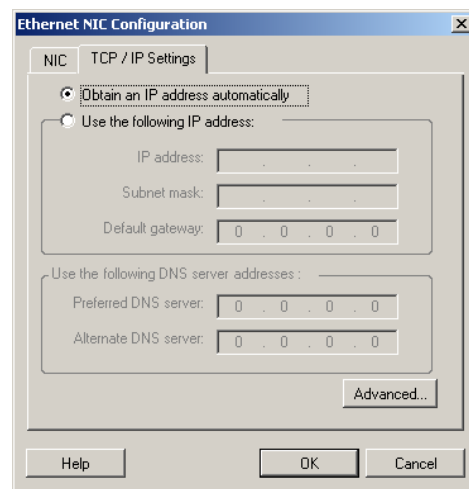 Ethernet NIC Configuration
NIC TCP / IP Settings
Obtain an IP address automatically
Use the following IP address:
IP address: . . .
Subnet mask: . . .
Default gateway: 0 . 0 . 0 . 0
Use the following DNS server addresses :
Preferred DNS server: 0 . 0 . 0 . 0
Alternate DNS server: 0 . 0 . 0 . 0
Advanced...
Help OK Cancel